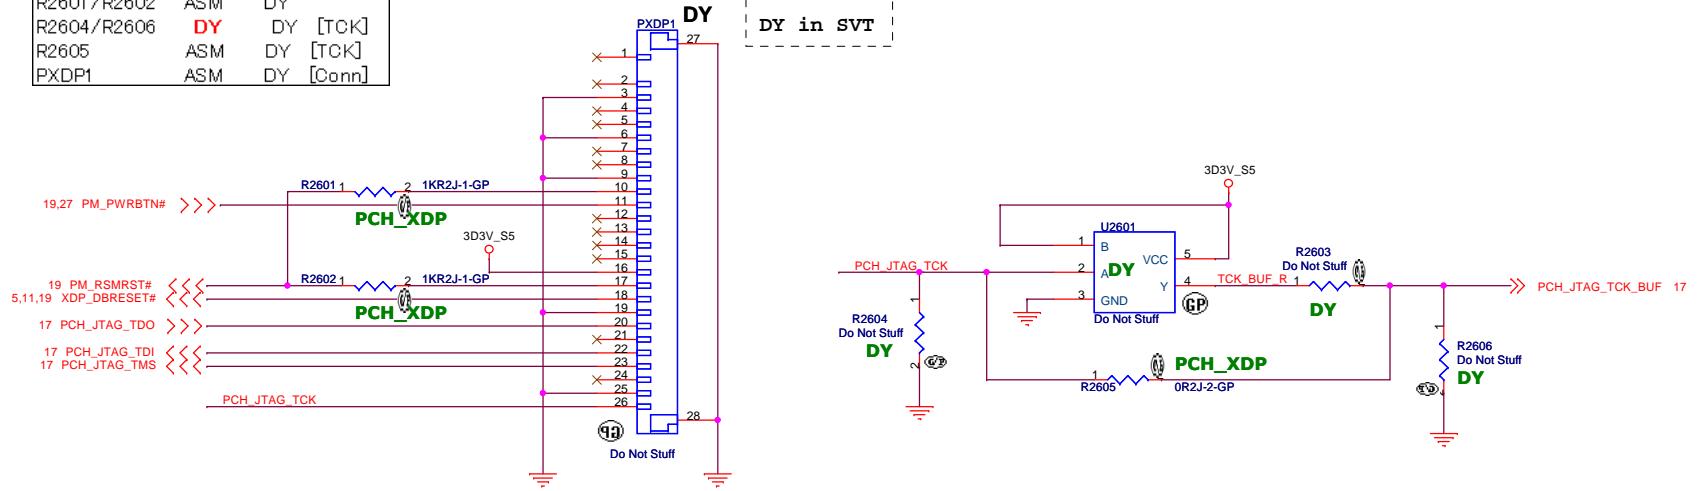 R2601/R2602 ASM DY
R2604/R2606 DY DY [TCK]
R2605 ASM DY [TCK]
PXDP1 ASM DY [Conn]
DY
DY in SVT
PXDP1
27
1
2
3
4
5
6
7
8
9
10
11
12
13
14
15
16
17
18
19
20
21
22
23
24
25
26
28
GP
Do Not Stuff
R2601 1 2 1KR2J-1-GP
PCH_XDP
19,27 PM_PWRBTN#
3D3V_S5
19 PM_RSMRST#
R2602 1 2 1KR2J-1-GP
PCH_XDP
5,11,19 XDP_DBRESET#
17 PCH_JTAG_TDO
17 PCH_JTAG_TDI
17 PCH_JTAG_TMS
PCH_JTAG_TCK
3D3V_S5
U2601
1 B
PCH_JTAG_TCK
2 A DY
VCC 5
Y 4
3 GND
Do Not Stuff
GP
TCK_BUF_R
R2603
Do Not Stuff
1
DY
PCH_JTAG_TCK_BUF 17
1
R2604
Do Not Stuff
DY
2
GP
PCH_XDP
1
R2605 0R2J-2-GP
1
R2606
Do Not Stuff
DY